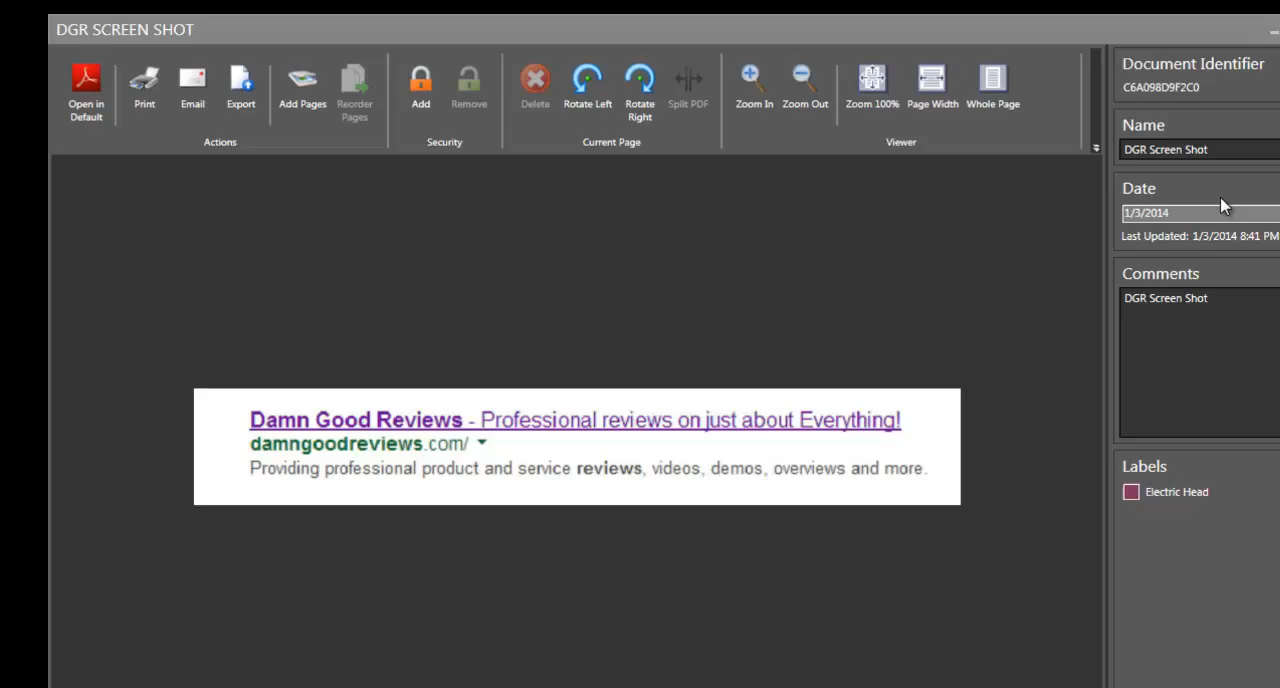 DGR SCREEN SHOT
Open in
Default
Print
Email
Export
Add Pages
Reorder
Pages
Actions
Add
Remove
Security
Delete
Rotate Left
Rotate
Right
Split PDF
Current Page
Zoom In
Zoom Out
Zoom 100%
Page Width
Whole Page
Viewer
Document Identifier
C6A098D9F2C0
Name
DGR Screen Shot
Date
1/3/2014
Last Updated: 1/3/2014 8:41 PM
Comments
DGR Screen Shot
Labels
Electric Head
Damn Good Reviews - Professional reviews on just about Everything!
damngoodreviews.com/
Providing professional product and service reviews, videos, demos, overviews and more.